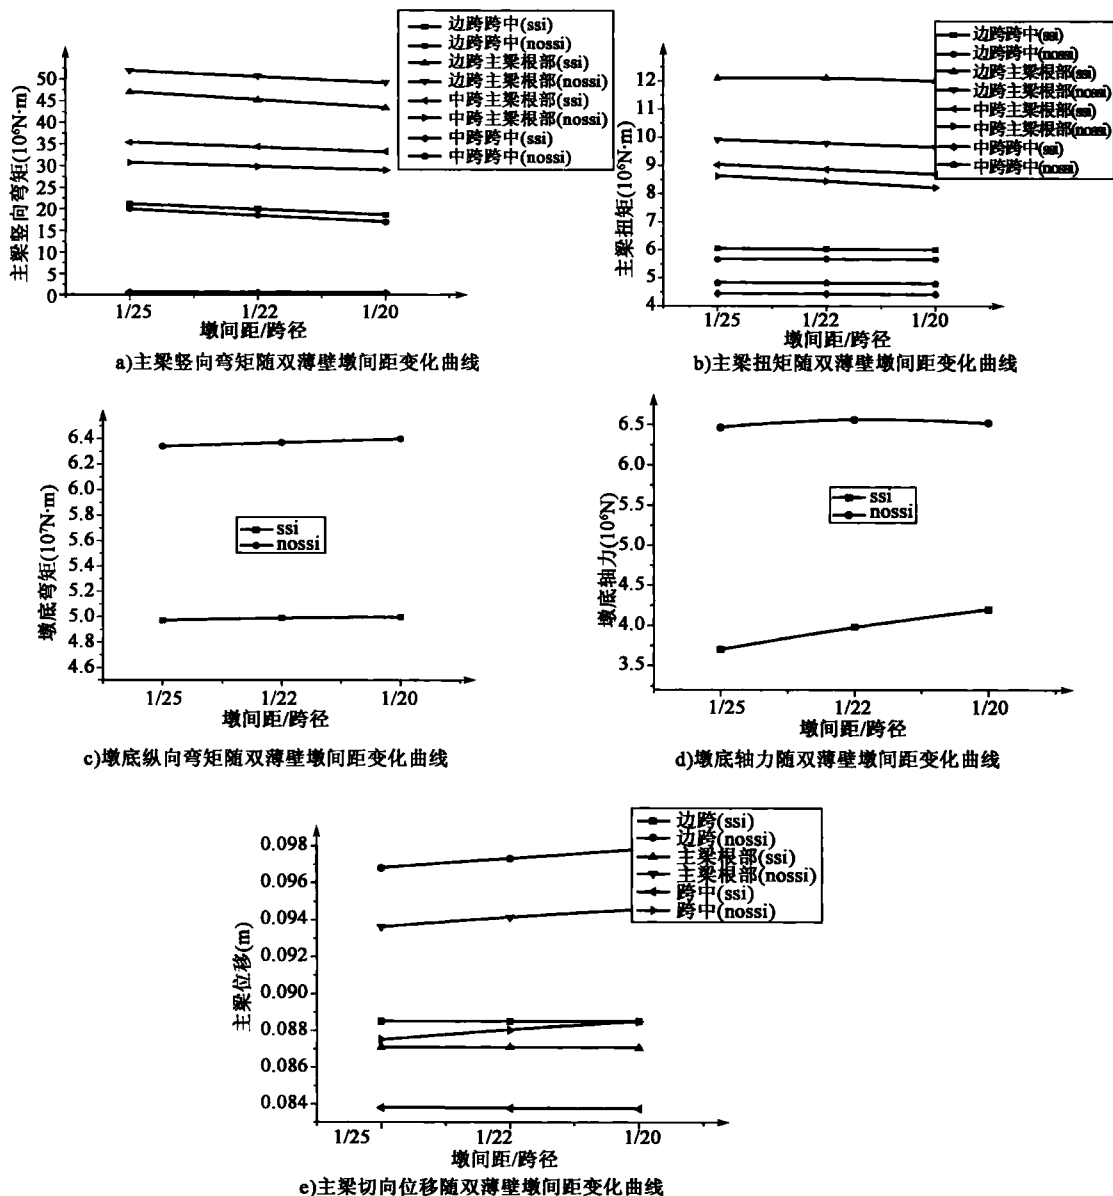 边跨跨中(ssi)
边跨跨中(nossi)
边跨主梁根部(ssi)
边跨主梁根部(nossi)
中跨主梁根部(ssi)
中跨主梁根部(nossi)
中跨跨中(ssi)
中跨跨中(nossi)
主梁竖向弯矩(10⁶N·m)
50
45
40
35
30
25
20
15
10
5
0
1/25
1/22
1/20
墩间距/跨径
a)主梁竖向弯矩随双薄壁墩间距变化曲线
边跨跨中(ssi)
边跨跨中(nossi)
边跨主梁根部(ssi)
边跨主梁根部(nossi)
中跨主梁根部(ssi)
中跨主梁根部(nossi)
中跨跨中(ssi)
中跨跨中(nossi)
主梁扭矩(10⁶N·m)
12
11
10
9
8
7
6
5
4
1/25
1/22
1/20
墩间距/跨径
b)主梁扭矩随双薄壁墩间距变化曲线
墩底弯矩(10⁷N·m)
6.4
6.2
6.0
5.8
5.6
5.4
5.2
5.0
4.8
4.6
ssi
nossi
1/25
1/22
1/20
墩间距/跨径
c)墩底纵向弯矩随双薄壁墩间距变化曲线
墩底轴力(10⁶N)
6.5
6.0
5.5
5.0
4.5
4.0
3.5
ssi
nossi
1/25
1/22
1/20
墩间距/跨径
d)墩底轴力随双薄壁墩间距变化曲线
边跨(ssi)
边跨(nossi)
主梁根部(ssi)
主梁根部(nossi)
跨中(ssi)
跨中(nossi)
主梁位移(m)
0.098
0.096
0.094
0.092
0.090
0.088
0.086
0.084
1/25
1/22
1/20
墩间距/跨径
e)主梁切向位移随双薄壁墩间距变化曲线